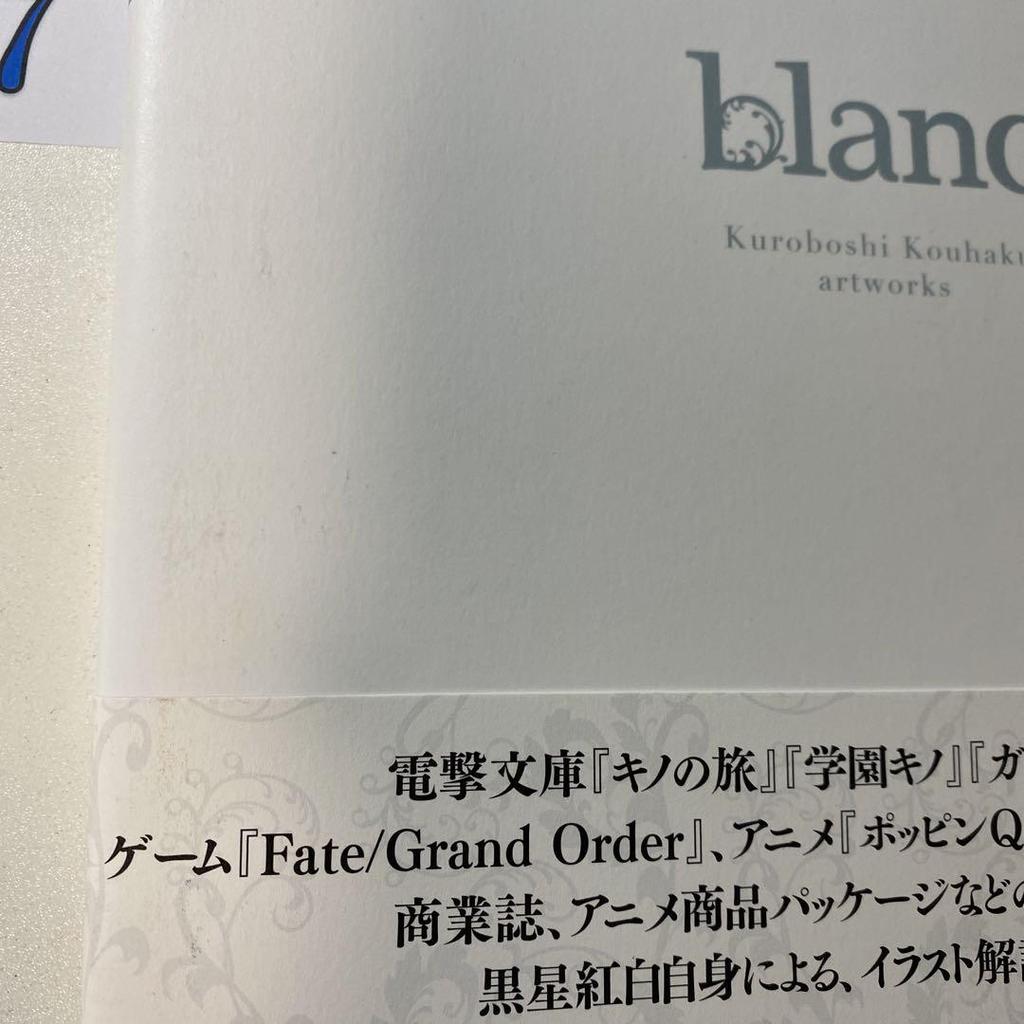 blanc
Kuroboshi Kouhaku
artworks
電撃文庫『キノの旅』『学園キノ』『ガ
ゲーム『Fate/Grand Order』、アニメ『ポッピンQ
商業誌、アニメ商品パッケージなどの
黒星紅白自身による、イラスト解説